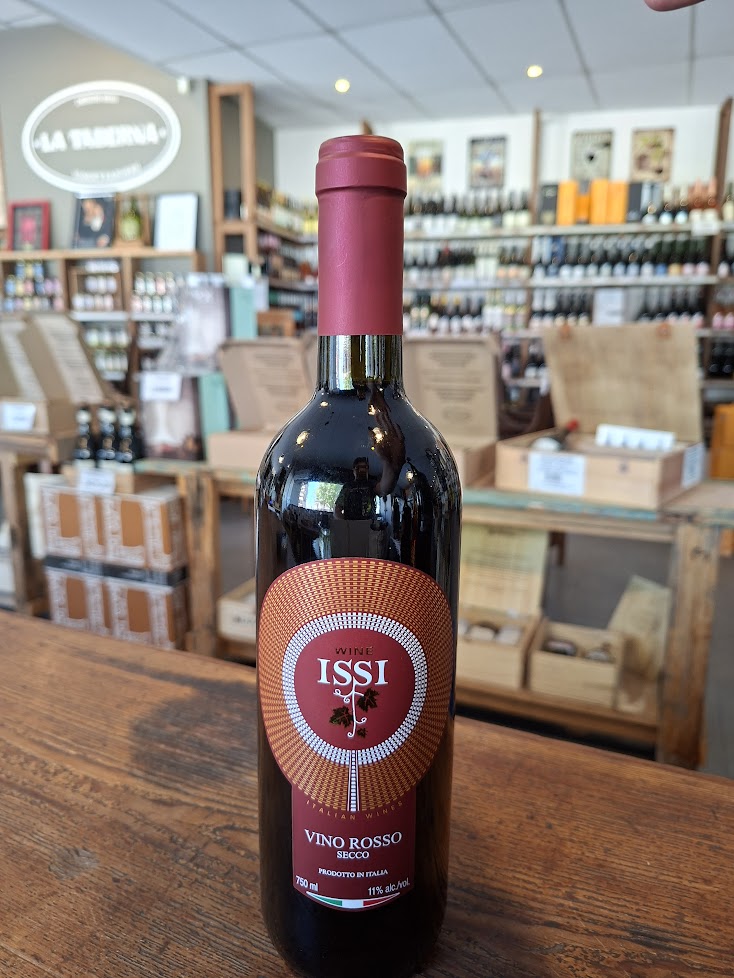 LA TABERNA
WINE
ISSI
ITALIAN WINES
VINO ROSSO
SECCO
PRODOTTO IN ITALIA
750 ml
11% alc./vol.